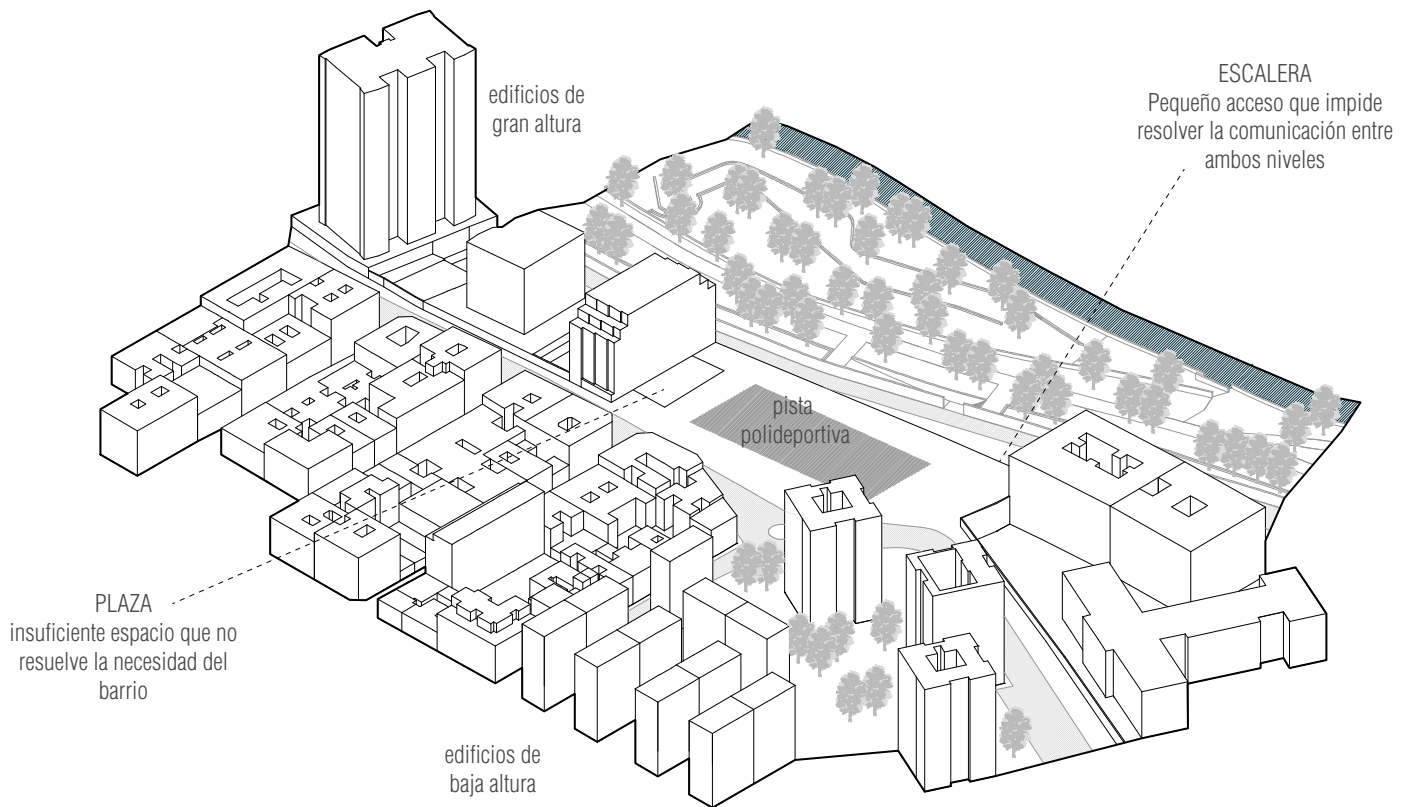 edificios de
gran altura
ESCALERA
Pequeño acceso que impide
resolver la comunicación entre
ambos niveles
pista
polideportiva
PLAZA
insuficiente espacio que no
resuelve la necesidad del
barrio
edificios de
baja altura